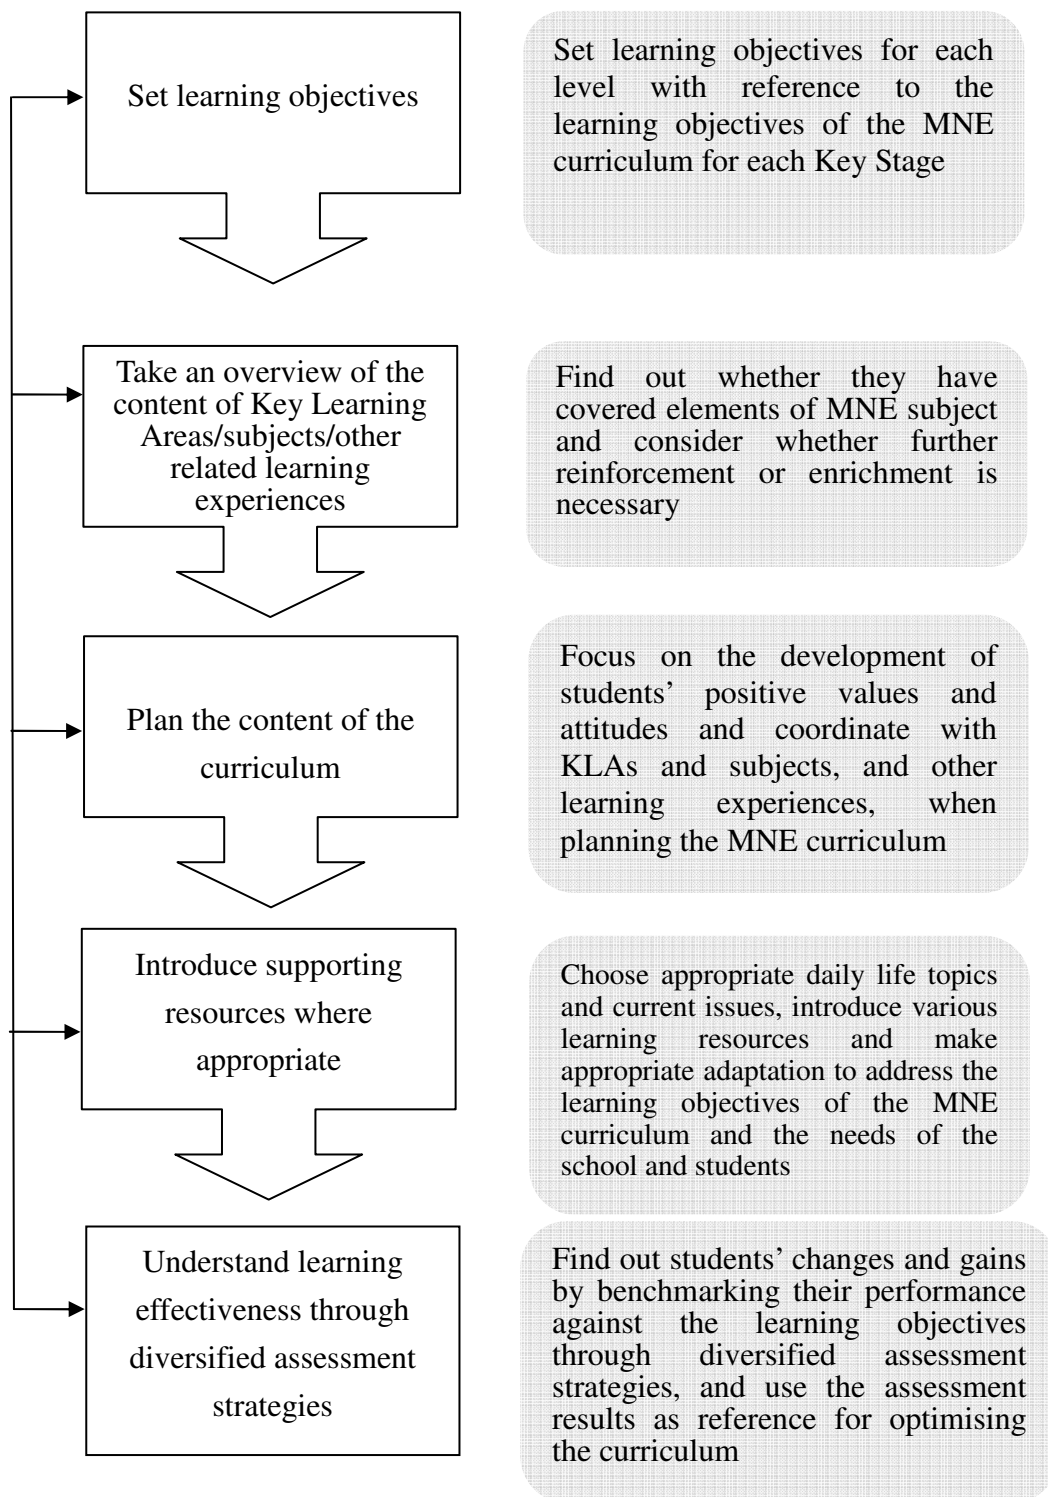 Set learning objectives
Set learning objectives for each
level with reference to the
learning objectives of the MNE
curriculum for each Key Stage
Take an overview of the
content of Key Learning
Areas/subjects/other
related learning
experiences
Find out whether they have
covered elements of MNE subject
and consider whether further
reinforcement or enrichment is
necessary
Plan the content of the
curriculum
Focus on the development of
students’ positive values and
attitudes and coordinate with
KLAs and subjects, and other
learning experiences, when
planning the MNE curriculum
Introduce supporting
resources where
appropriate
Choose appropriate daily life topics
and current issues, introduce various
learning resources and make
appropriate adaptation to address the
learning objectives of the MNE
curriculum and the needs of the
school and students
Understand learning
effectiveness through
diversified assessment
strategies
Find out students’ changes and gains
by benchmarking their performance
against the learning objectives
through diversified assessment
strategies, and use the assessment
results as reference for optimising
the curriculum